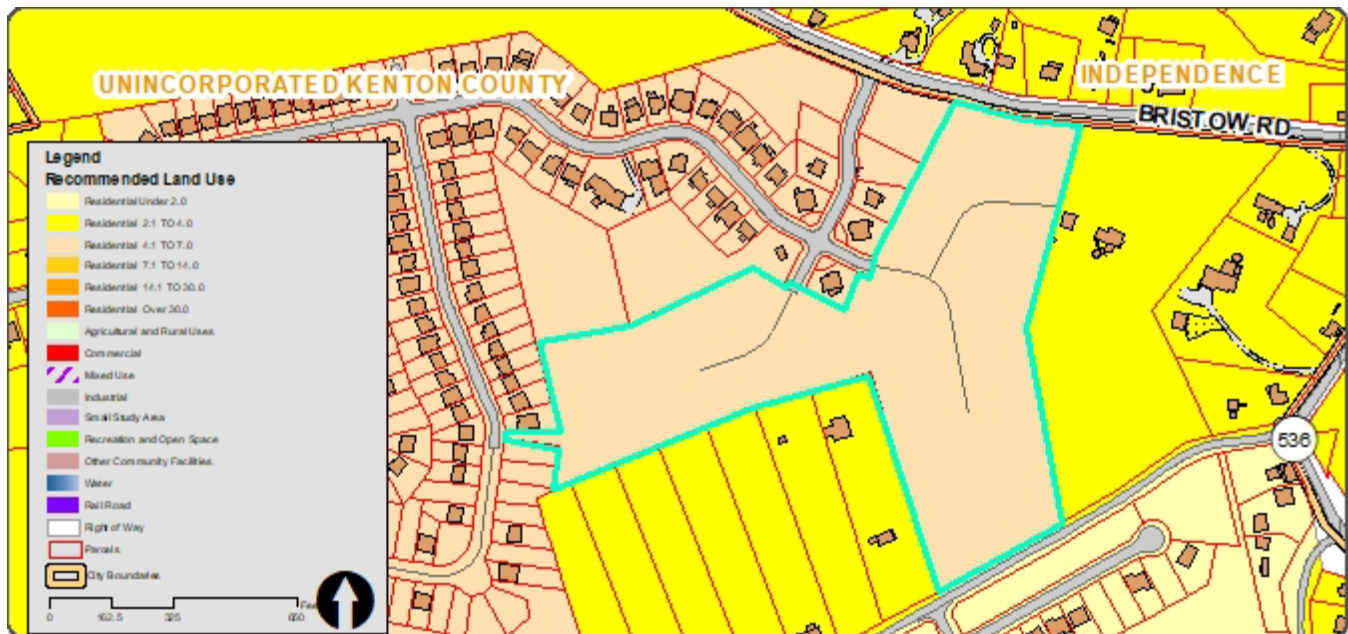 UNINCORPORATED KENTON COUNTY
INDEPENDENCE
BRISTOW RD
Legend
Recommended Land Use
Residential Under 2.0
Residential 2.1 TO 4.0
Residential 4.1 TO 7.0
Residential 7.1 TO 14.0
Residential 14.1 TO 30.0
Residential Over 30.0
Agricultural and Rural Uses
Commercial
Mixed Use
Industrial
Small Study Area
Recreation and Open Space
Other Community Facilities
Water
Rail Road
Right of Way
Parcels
City Boundaries
0 162.5 325 650
536